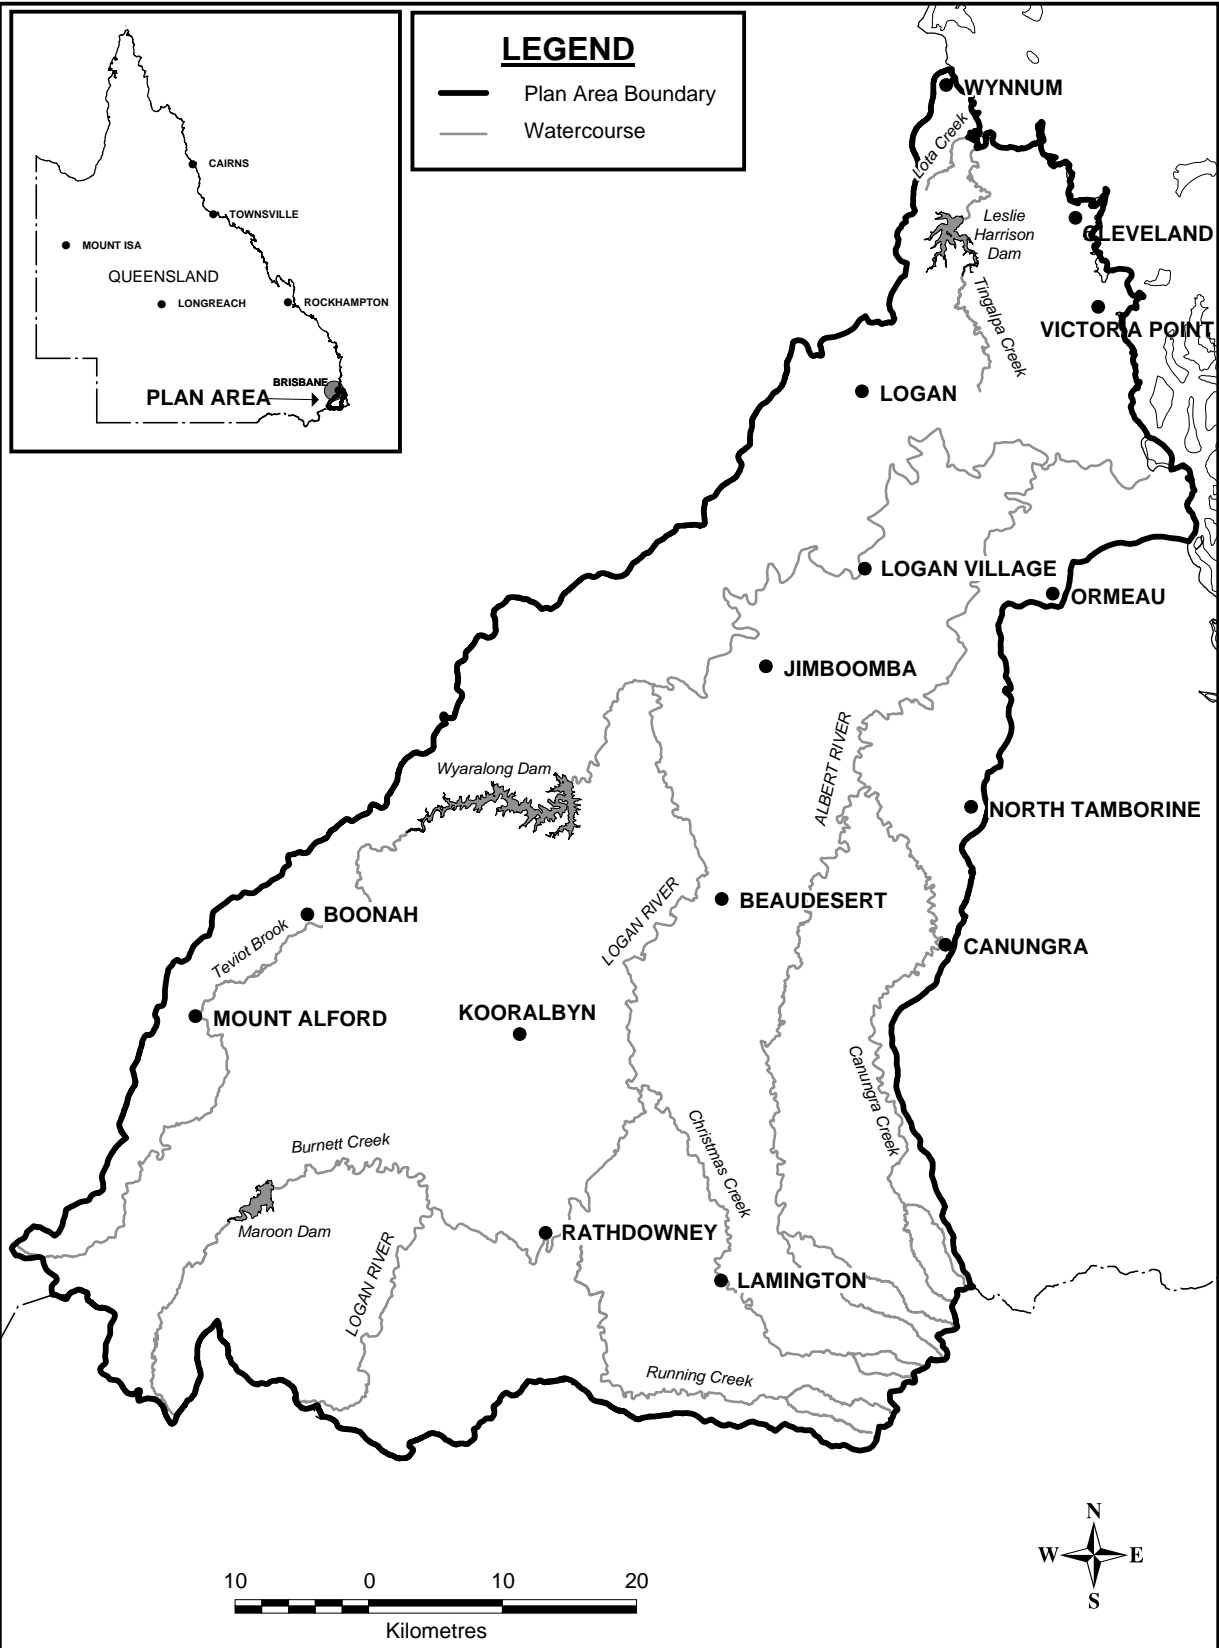 LEGEND
Plan Area Boundary
Watercourse
CAIRNS
TOWNSVILLE
MOUNT ISA
QUEENSLAND
LONGREACH
ROCKHAMPTON
BRISBANE
PLAN AREA
WYNNUM
Lota Creek
Leslie
Harrison
Dam
CLEVELAND
Tingalpa Creek
VICTORIA POINT
LOGAN
LOGAN VILLAGE
ORMEAU
JIMBOOMBA
ALBERT RIVER
Wyaralong Dam
NORTH TAMBORINE
BEAUDESERT
BOONAH
LOGAN RIVER
Teviot Brook
CANUNGRA
MOUNT ALFORD
KOORALBYN
Canungra Creek
Christmas Creek
Burnett Creek
Maroon Dam
RATHDOWNEY
LOGAN RIVER
LAMINGTON
Running Creek
N
W
E
S
10
0
10
20
Kilometres